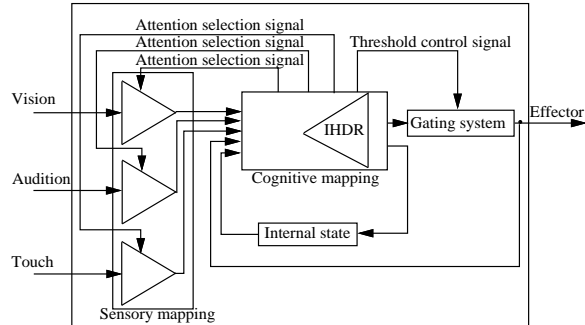 Attention selection signal
Attention selection signal
Attention selection signal
Threshold control signal
Vision
IHDR
Gating system
Effector
Cognitive mapping
Audition
Internal state
Touch
Sensory mapping